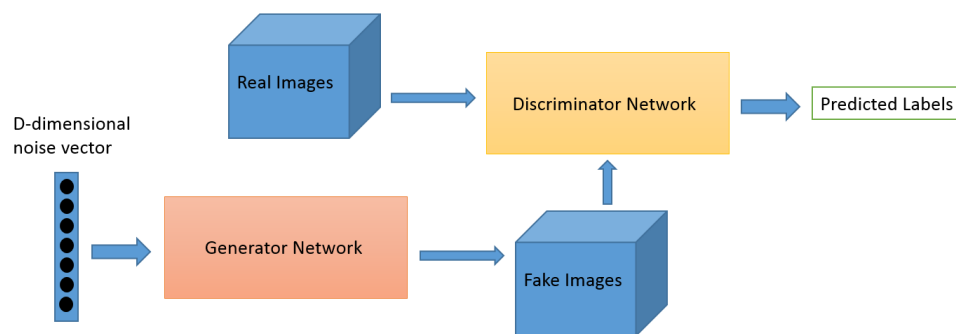 Real Images
Discriminator Network
Predicted Labels
D-dimensional
noise vector
Generator Network
Fake Images